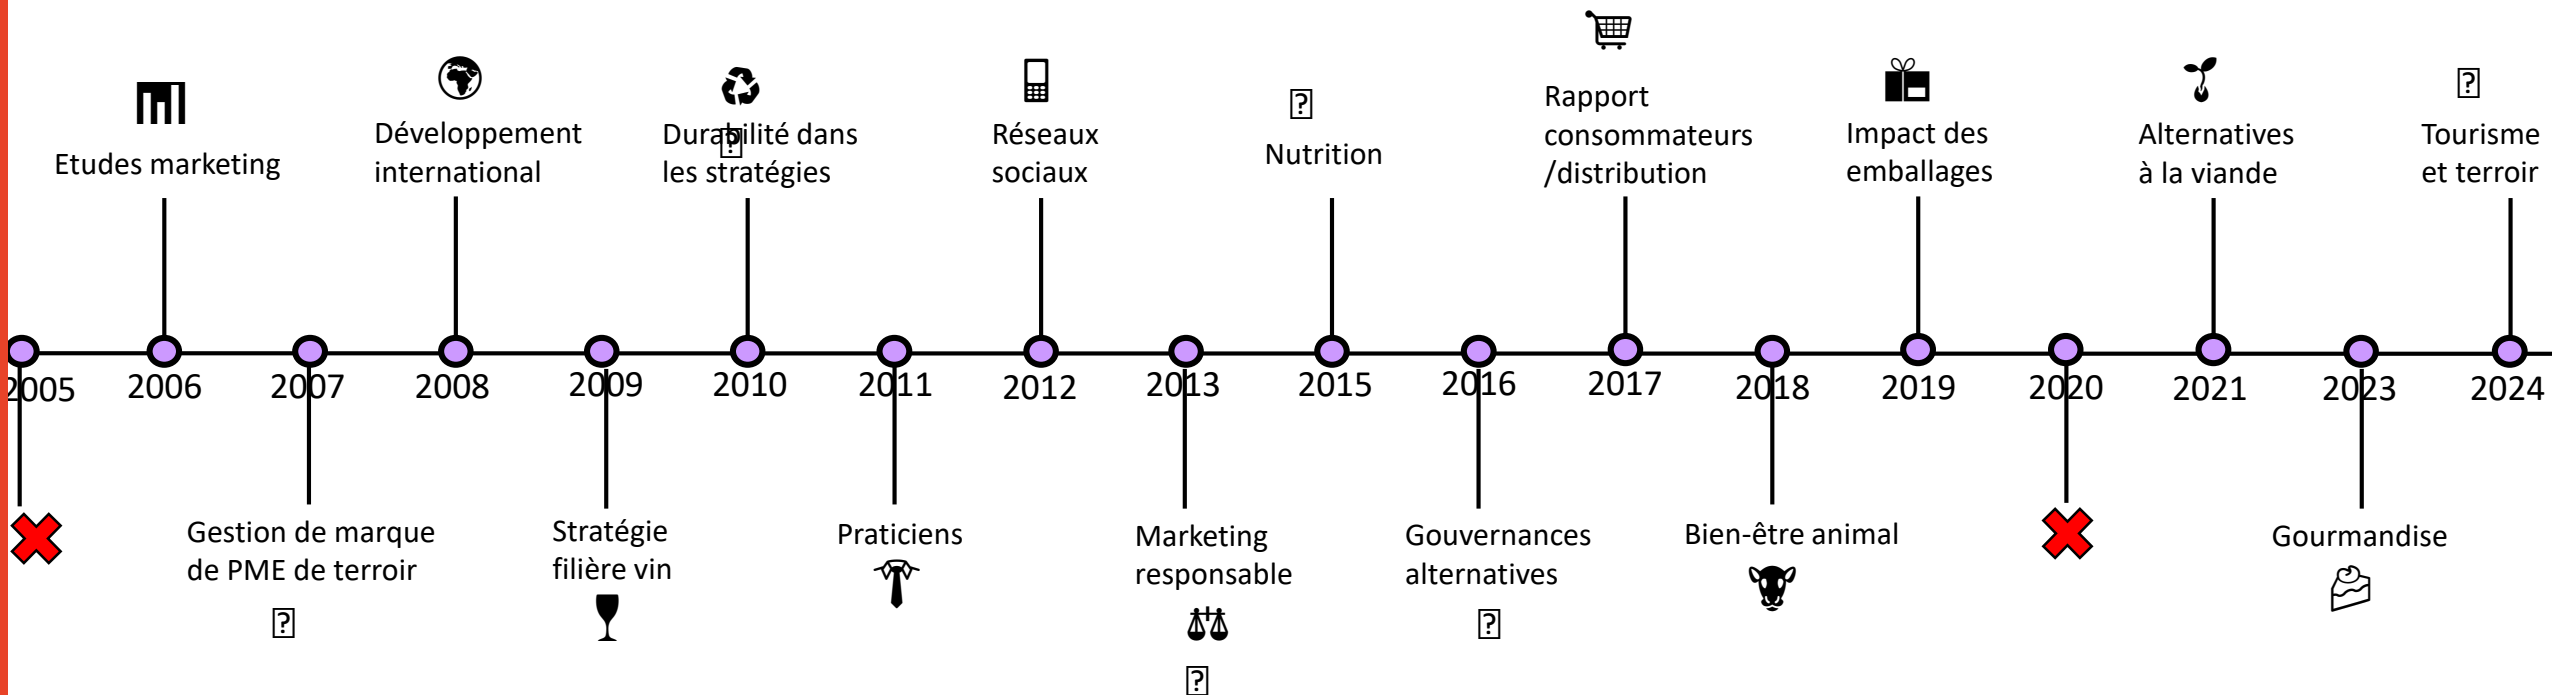 Etudes marketing
Développement
international
Durabilité dans
les stratégies
Réseaux
sociaux
Nutrition
Rapport
consommateurs
/distribution
Impact des
emballages
Alternatives
à la viande
Tourisme
et terroir
2005
2006
2007
2008
2009
2010
2011
2012
2013
2015
2016
2017
2018
2019
2020
2021
2023
2024
Gestion de marque
de PME de terroir
Stratégie
filière vin
Praticiens
Marketing
responsable
Gouvernances
alternatives
Bien-être animal
Gourmandise